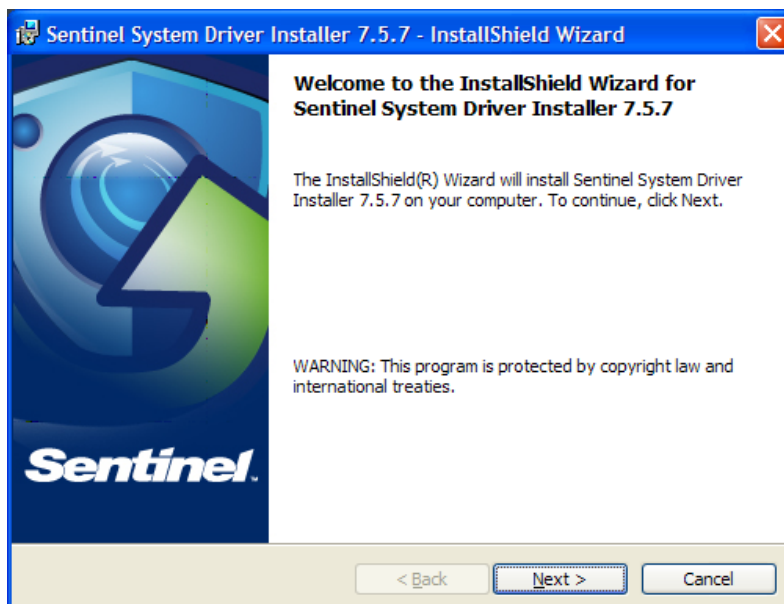 Sentinel System Driver Installer 7.5.7 - InstallShield Wizard
Welcome to the InstallShield Wizard for
Sentinel System Driver Installer 7.5.7
The InstallShield(R) Wizard will install Sentinel System Driver
Installer 7.5.7 on your computer. To continue, click Next.
WARNING: This program is protected by copyright law and
international treaties.
Sentinel™
< Back
Next >
Cancel